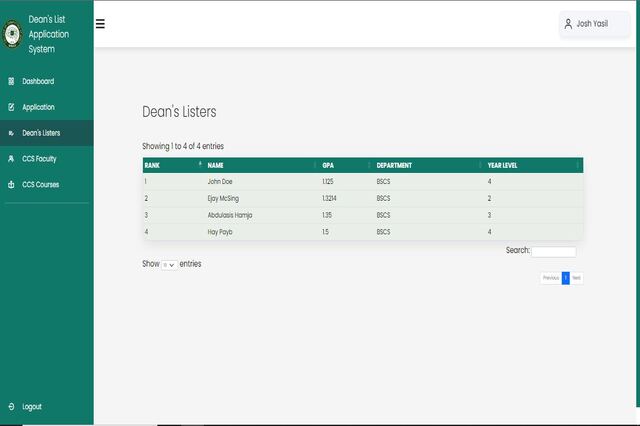 Dean's List
Application
System
Josh Yasil
Dashboard
Application
Dean's Listers
CCS Faculty
CCS Courses
Logout
Dean's Listers
Showing 1 to 4 of 4 entries
RANK NAME GPA DEPARTMENT YEAR LEVEL
1 John Doe 1.125 BSCS 4
2 Ejay McSing 1.3214 BSCS 2
3 Abdulasis Hamja 1.35 BSCS 3
4 Hay Payb 1.5 BSCS 4
Search:
Show entries
Previous 1 Next